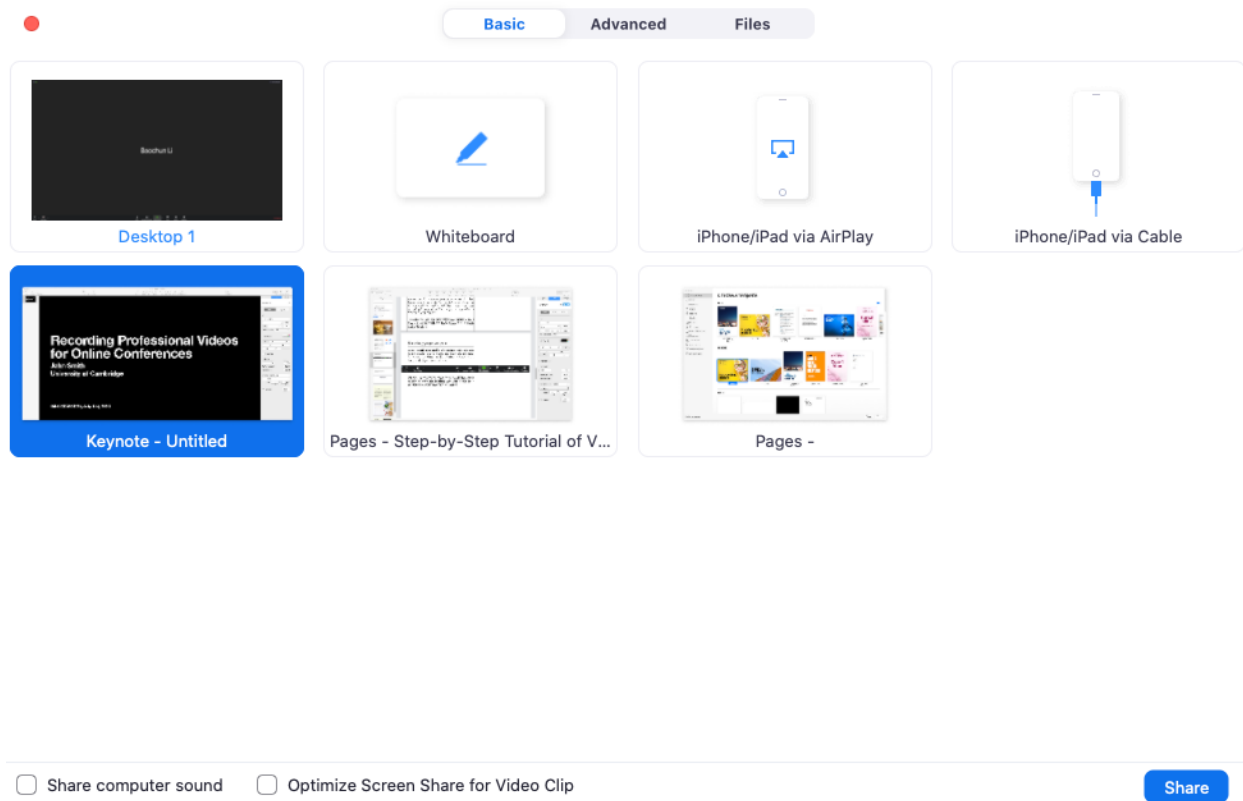 Basic
Advanced
Files
Baochun Li
Desktop 1
Whiteboard
iPhone/iPad via AirPlay
iPhone/iPad via Cable
Recording Professional Videos
for Online Conferences
John Smith
University of Cambridge
Keynote - Untitled
Pages - Step-by-Step Tutorial of V...
Pages -
Share computer sound
Optimize Screen Share for Video Clip
Share